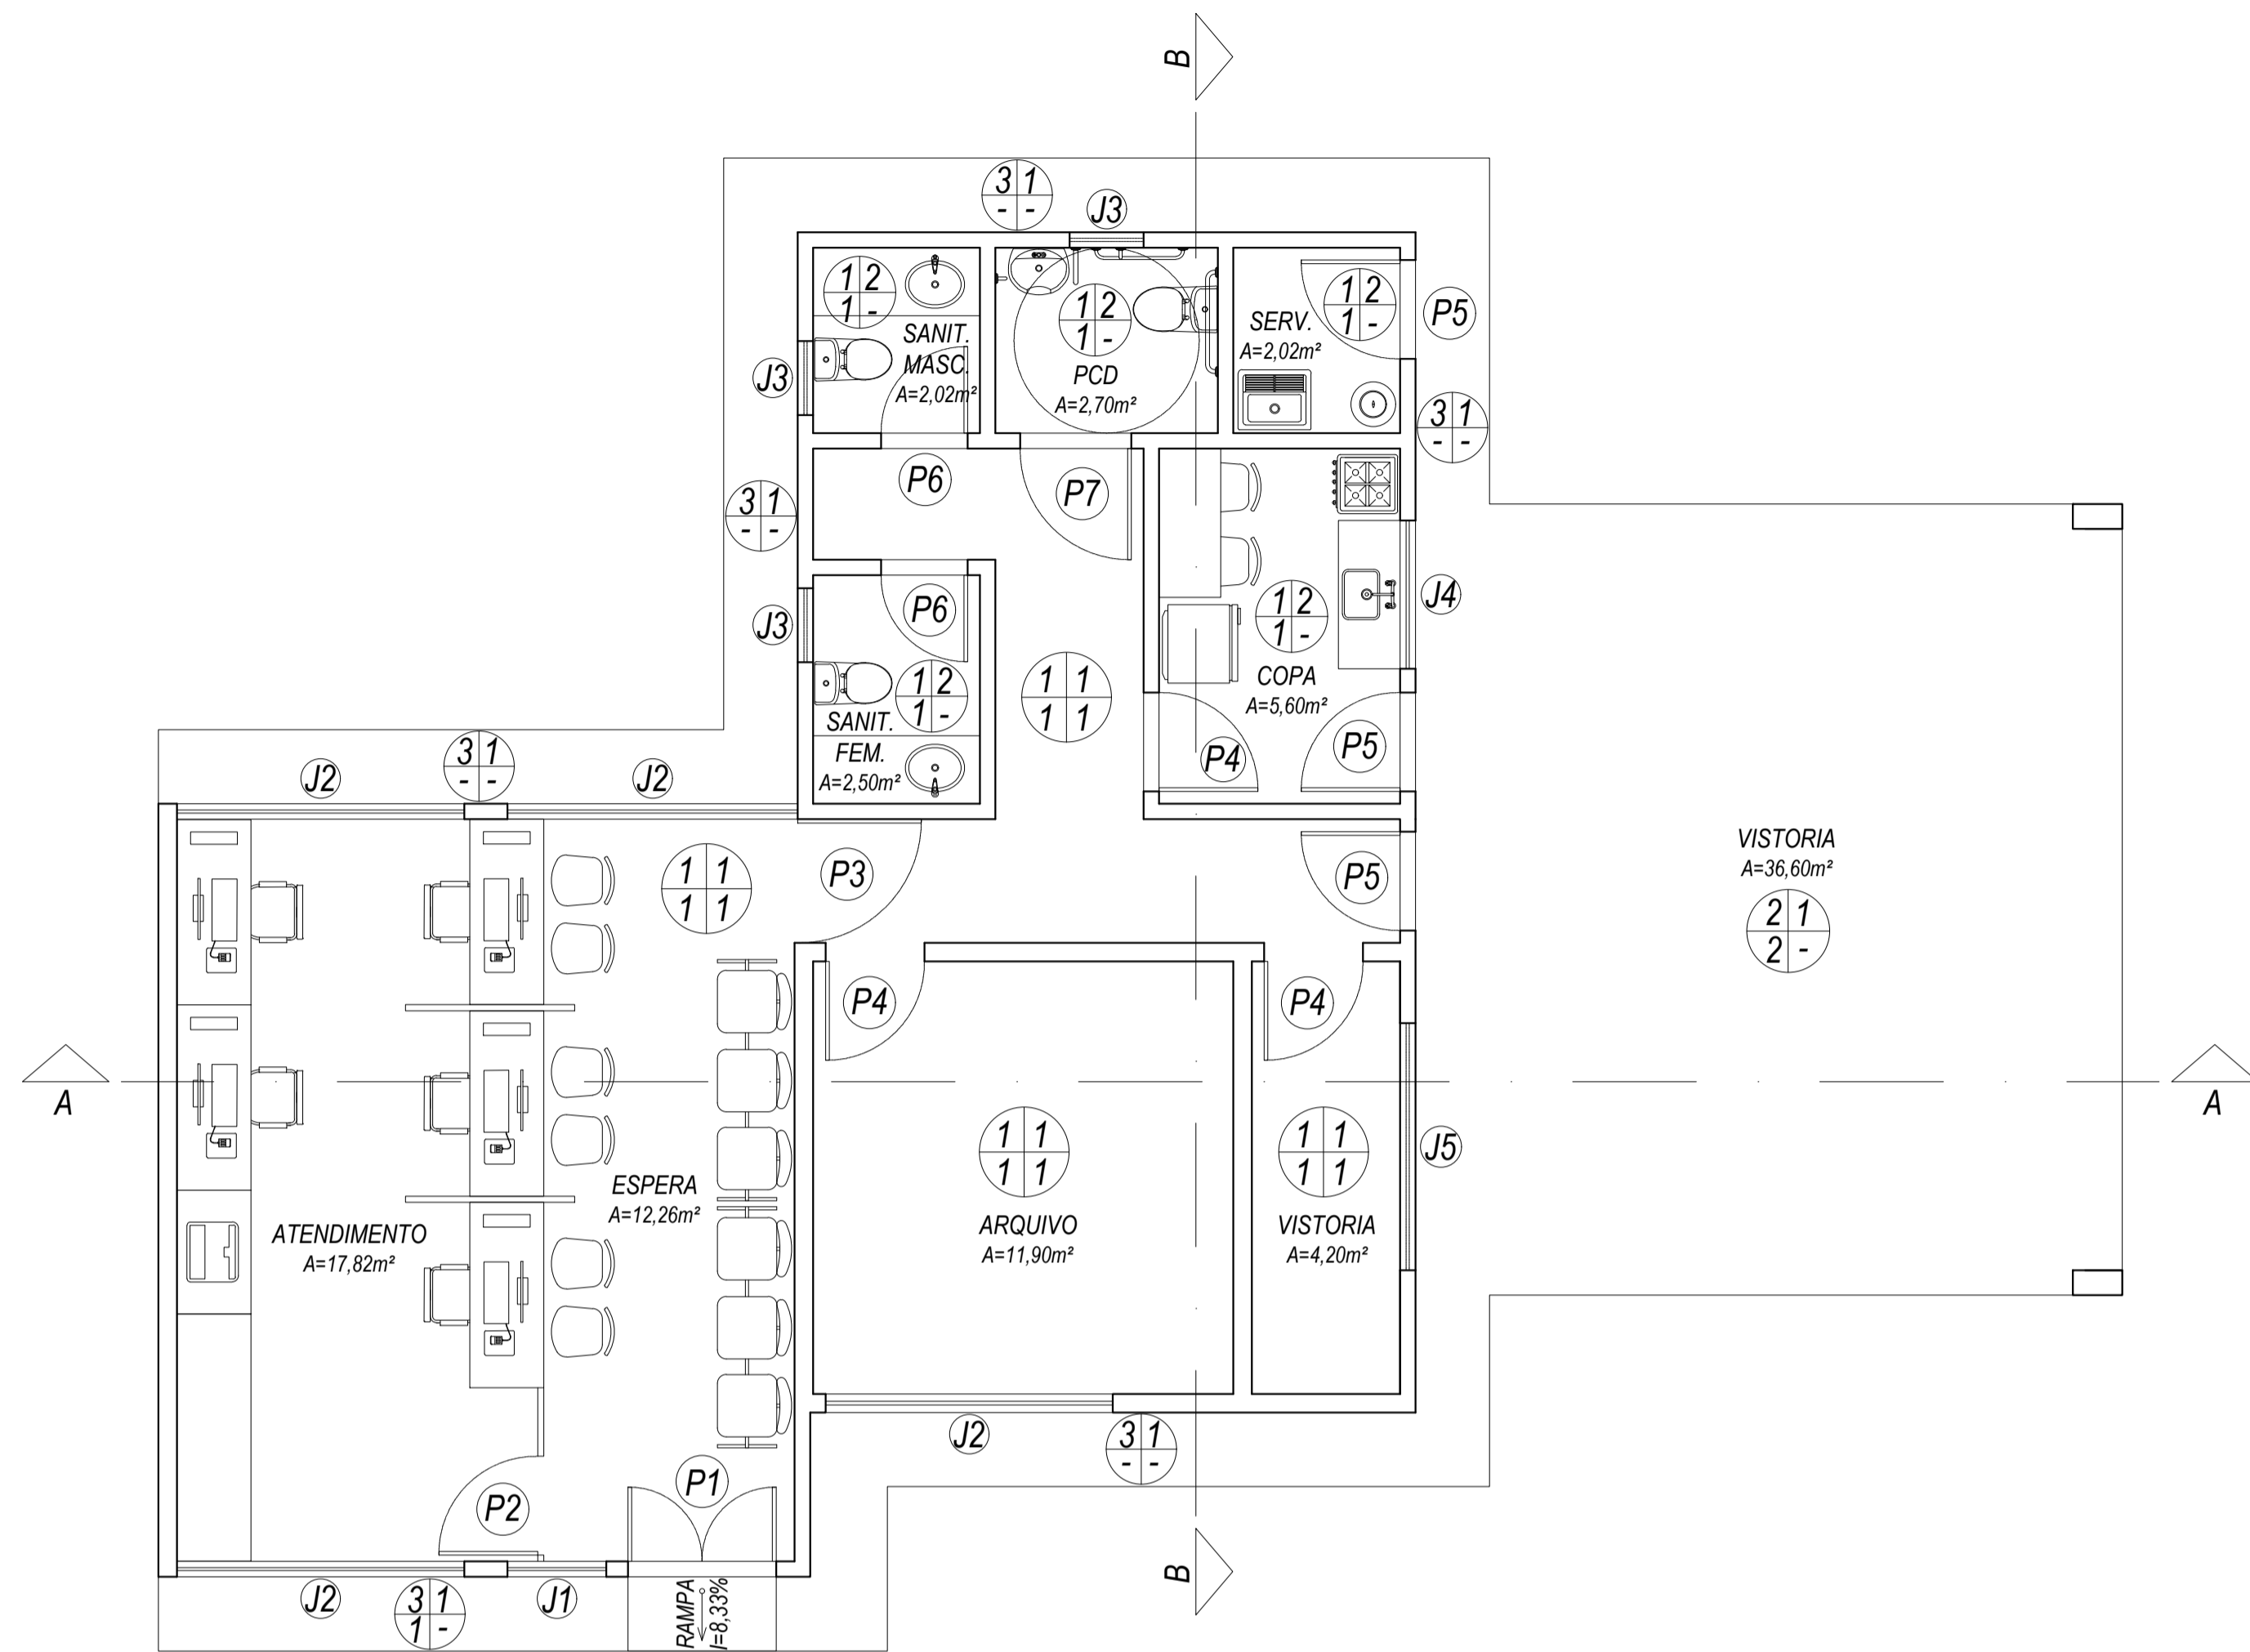 B
3 1
- -
J3
1 2
1 -
SANIT.
MASC.
A=2,02m²
1 2
1 -
PCD
A=2,70m²
SERV.
A=2,02m²
1 2
1 -
P5
J3
3 1
- -
3 1
- -
P6
P7
J3
P6
1 2
1 -
SANIT.
FEM.
A=2,50m²
1 1
1 1
1 2
1 -
COPA
A=5,60m²
J4
P4
P5
J2
3 1
- -
J2
1 1
1 1
P3
P5
VISTORIA
A=36,60m²
2 1
2 -
P4
P4
A
A
1 1
1 1
1 1
1 1
J5
ESPERA
A=12,26m²
ATENDIMENTO
A=17,82m²
ARQUIVO
A=11,90m²
VISTORIA
A=4,20m²
J2
3 1
- -
P1
P2
J2
3 1
1 -
J1
RAMPA
I=8,33%
B